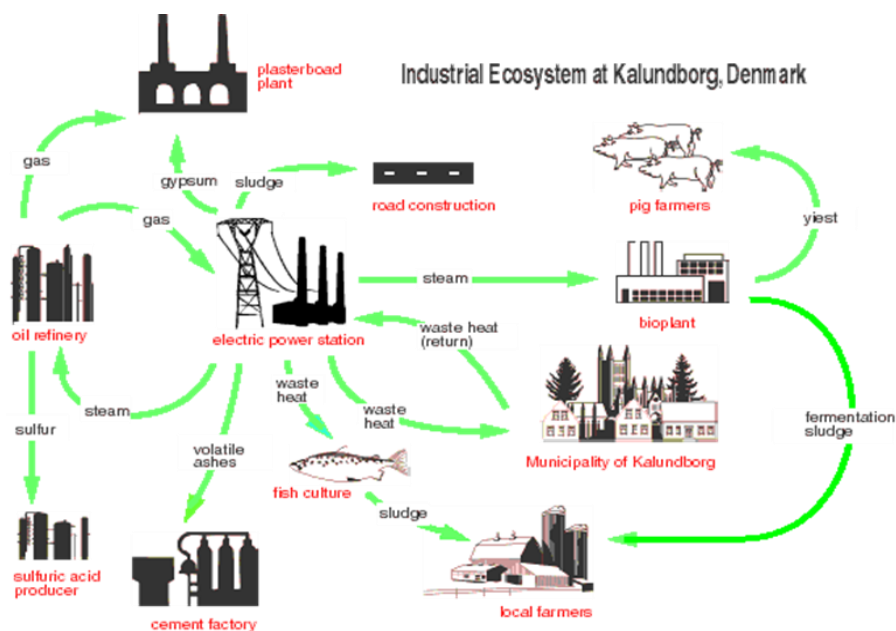 plasterboad
plant
Industrial Ecosystem at Kalundborg, Denmark
gas
gypsum
sludge
road construction
pig farmers
gas
yiest
steam
oil refinery
electric power station
waste heat
(return)
bioplant
waste
heat
steam
waste
heat
sulfur
fermentation
sludge
volatile
ashes
Municipality of Kalundborg
fish culture
sludge
sulfuric acid
producer
cement factory
local farmers